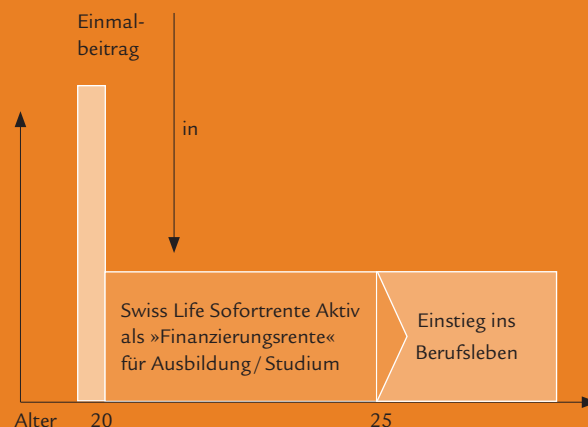 Einmal-
beitrag
in
Swiss Life Sofortrente Aktiv
als »Finanzierungsrente«
für Ausbildung / Studium
Einstieg ins
Berufsleben
Alter 20 25